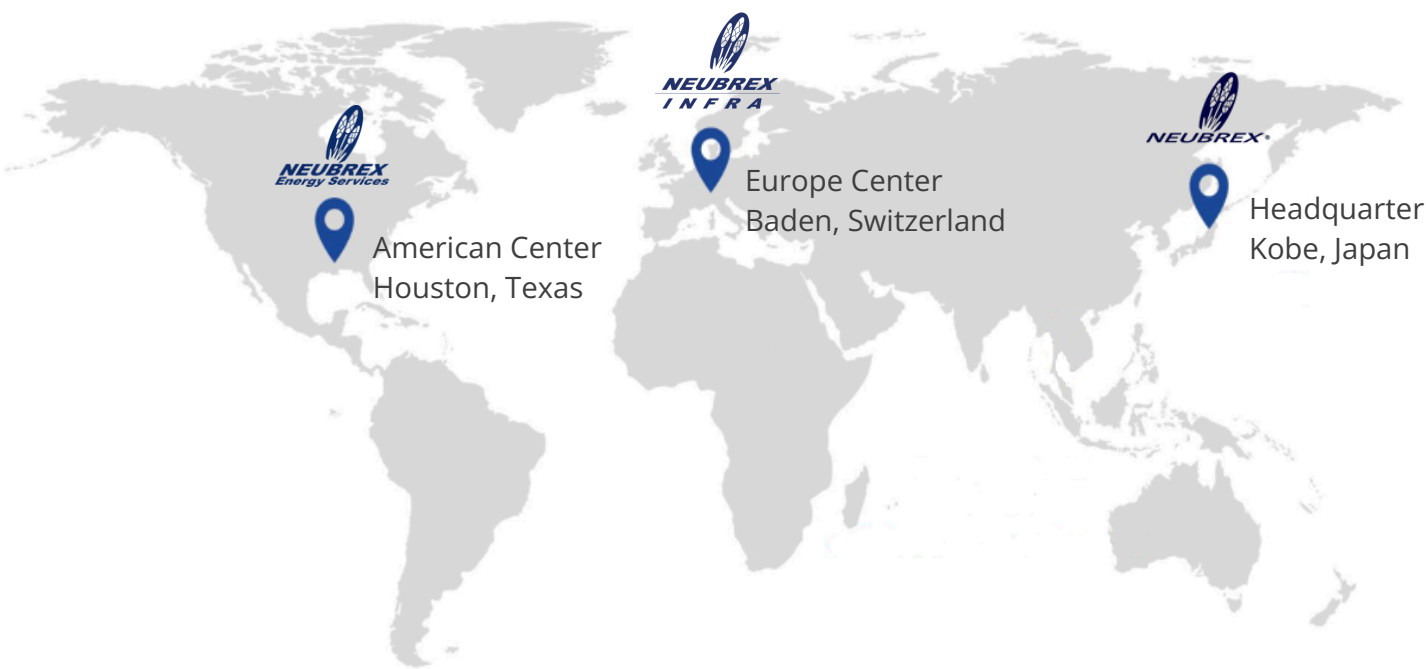 NEUBREX
INFRA
NEUBREX
Energy Services
NEUBREX®
Europe Center
Baden, Switzerland
Headquarter
Kobe, Japan
American Center
Houston, Texas